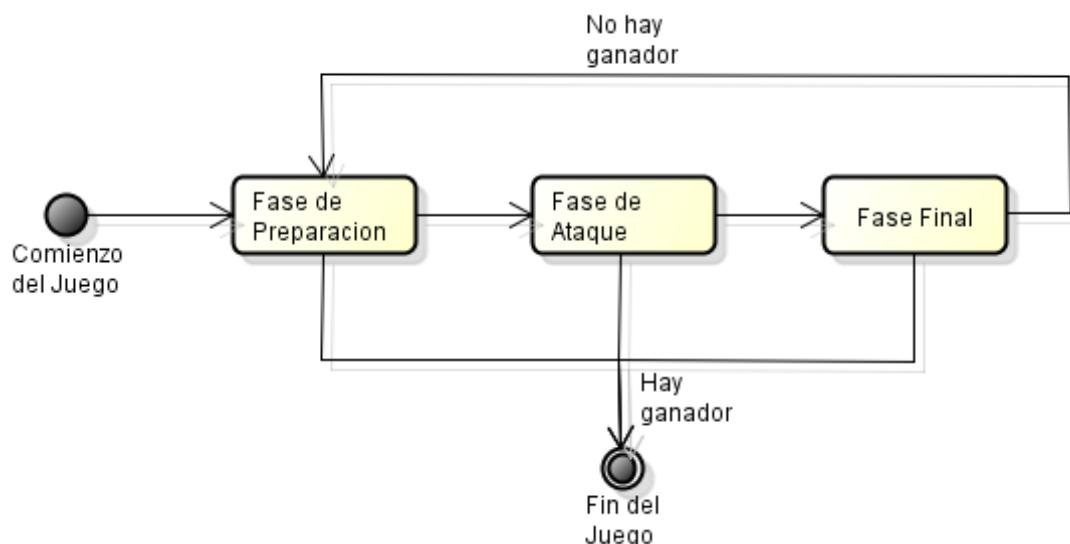 No hay
ganador
Fase de
Preparacion
Fase de
Ataque
Fase Final
Comienzo
del Juego
Hay
ganador
Fin del
Juego